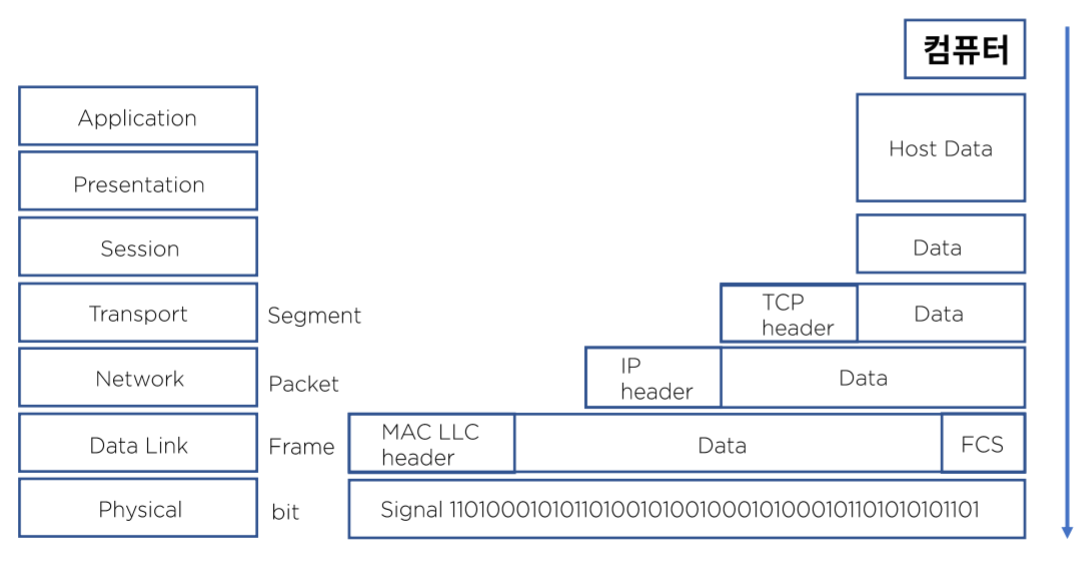 컴퓨터
Application
Host Data
Presentation
Session
Data
Transport
Segment
TCP
header
Data
Network
Packet
IP
header
Data
Data Link
Frame
MAC LLC
header
Data
FCS
Physical
bit
Signal 11010001010110100101001000101000101101010101101